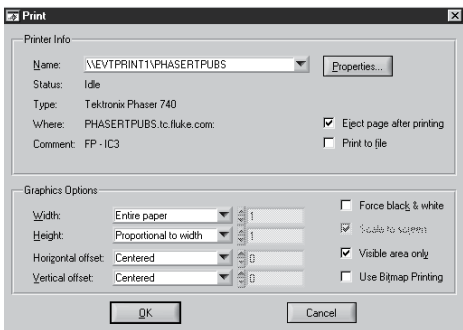 Print
Printer Info
Name: \\EVTPRINT1\PHASERTPUBS Properties...
Status: Idle
Type: Tektronix Phaser 740
Where: PHASERTPUBS.tc.fluke.com: Eject page after printing
Comment: FP - IC3 Print to file
Graphics Options
Force black & white
Width: Entire paper 1
Scale to screen
Height: Proportional to width 1
Horizontal offset: Centered 0 Visible area only
Vertical offset: Centered 0 Use Bitmap Printing
OK Cancel